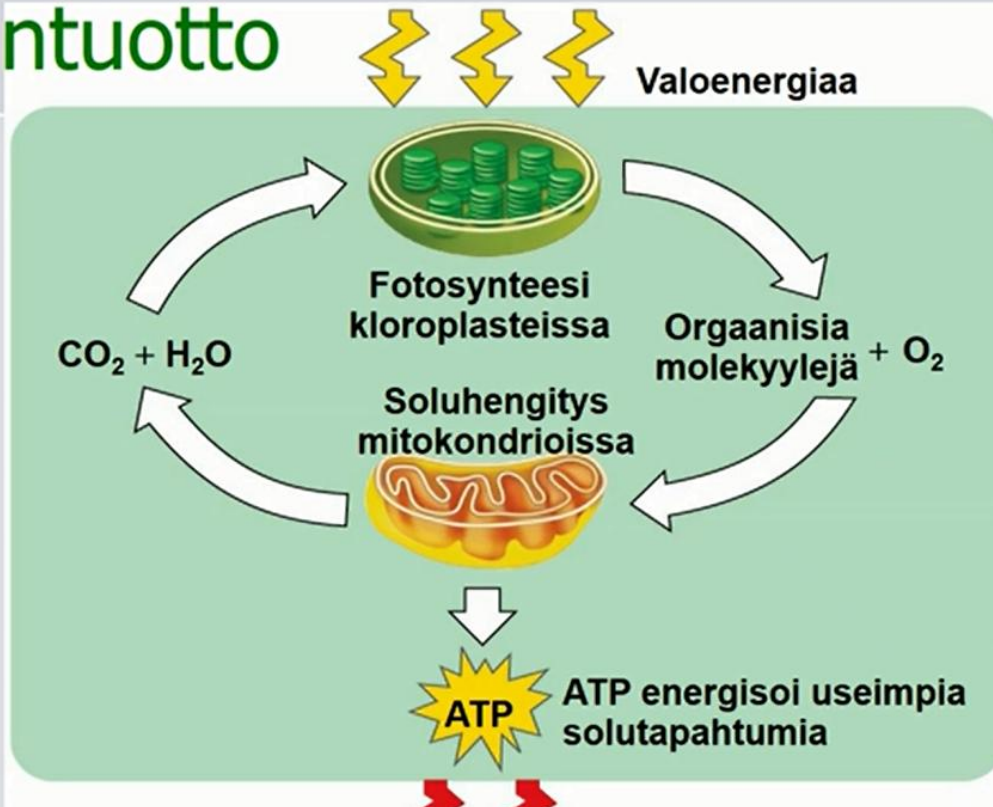 ntuotto
Valoenergiaa
Fotosynteesi
kloroplasteissa
CO₂ + H₂O
Orgaanisia
molekyylejä
+ O₂
Soluhengitys
mitokondrioissa
ATP
ATP energisoi useimpia
solutapahtumia